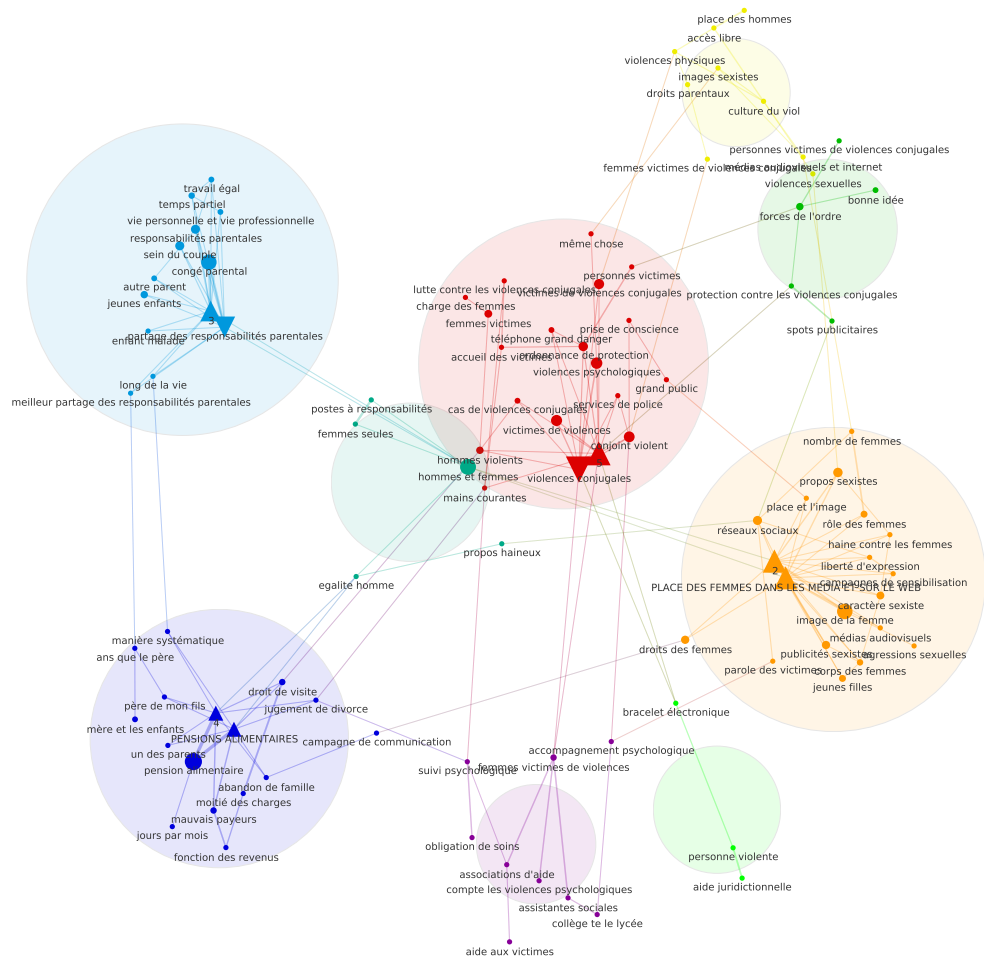 place des hommes
accès libre
violences physiques
images sexistes
droits parentaux
culture du viol
personnes victimes de violences conjugales
femmes victimes de violences conjugales
médias audiovisuels et internet
violences sexuelles
bonne idée
forces de l'ordre
protection contre les violences conjugales
spots publicitaires
travail égal
temps partiel
vie personnelle et vie professionnelle
responsabilités parentales
sein du couple
congé parental
autre parent
jeunes enfants
3
partage des responsabilités parentales
enfant malade
long de la vie
meilleur partage des responsabilités parentales
même chose
personnes victimes
lutte contre les violences conjugales
victimes de violences conjugales
charge des femmes
femmes victimes
prise de conscience
téléphone grand danger
ordonnance de protection
accueil des victimes
violences psychologiques
grand public
cas de violences conjugales
services de police
victimes de violences
conjoint violent
violences conjugales
postes à responsabilités
femmes seules
hommes violents
hommes et femmes
mains courantes
propos haineux
egalité homme
nombre de femmes
propos sexistes
place et l'image
rôle des femmes
réseaux sociaux
haine contre les femmes
liberté d'expression
2
campagnes de sensibilisation
PLACE DES FEMMES DANS LES MEDIA ET SUR LE WEB
caractère sexiste
image de la femme
médias audiovisuels
droits des femmes
publicités sexistes
agressions sexuelles
parole des victimes
corps des femmes
jeunes filles
manière systématique
ans que le père
droit de visite
père de mon fils
jugement de divorce
4
mère et les enfants
PENSIONS ALIMENTAIRES
un des parents
pension alimentaire
campagne de communication
abandon de famille
moitié des charges
mauvais payeurs
jours par mois
fonction des revenus
bracelet électronique
accompagnement psychologique
suivi psychologique
femmes victimes de violences
obligation de soins
associations d'aide
compte les violences psychologiques
assistantes sociales
collège te le lycée
aide aux victimes
personne violente
aide juridictionnelle